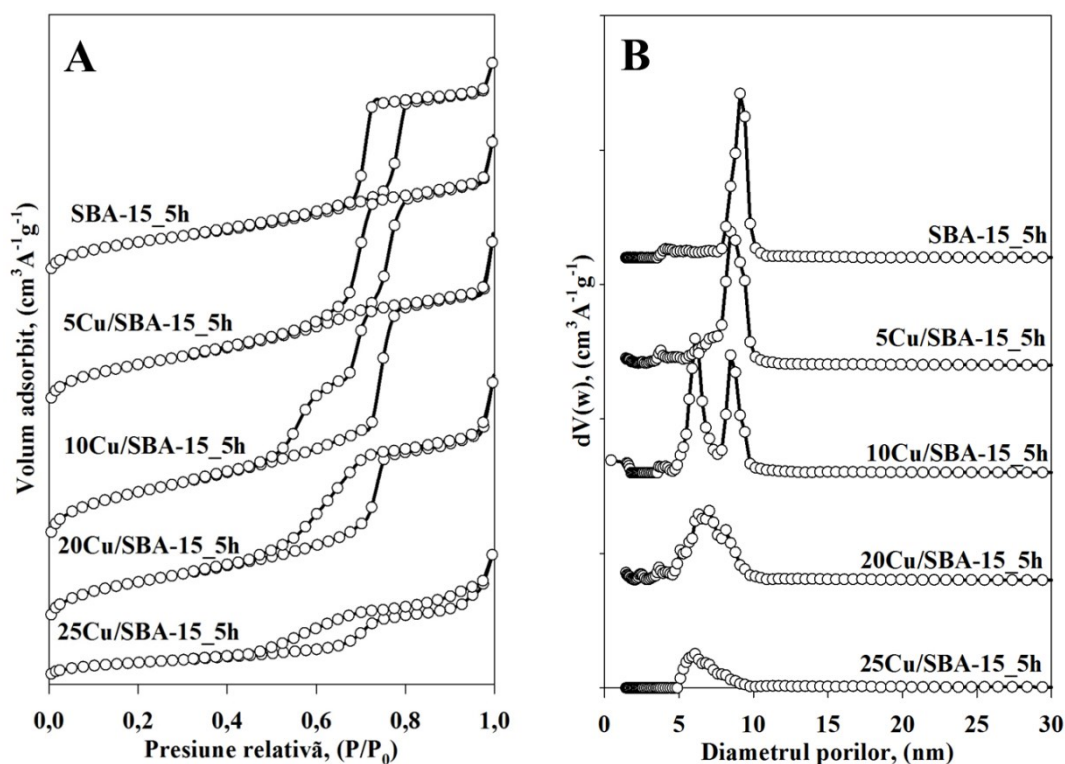 A
Volum adsorbit, (cm³ A⁻¹g⁻¹)
SBA-15_5h
5Cu/SBA-15_5h
10Cu/SBA-15_5h
20Cu/SBA-15_5h
25Cu/SBA-15_5h
0,0 0,2 0,4 0,6 0,8 1,0
Presiune relativã, (P/P₀)
B
dV(w), (cm³ A⁻¹g⁻¹)
SBA-15_5h
5Cu/SBA-15_5h
10Cu/SBA-15_5h
20Cu/SBA-15_5h
25Cu/SBA-15_5h
0 5 10 15 20 25 30
Diametrul porilor, (nm)